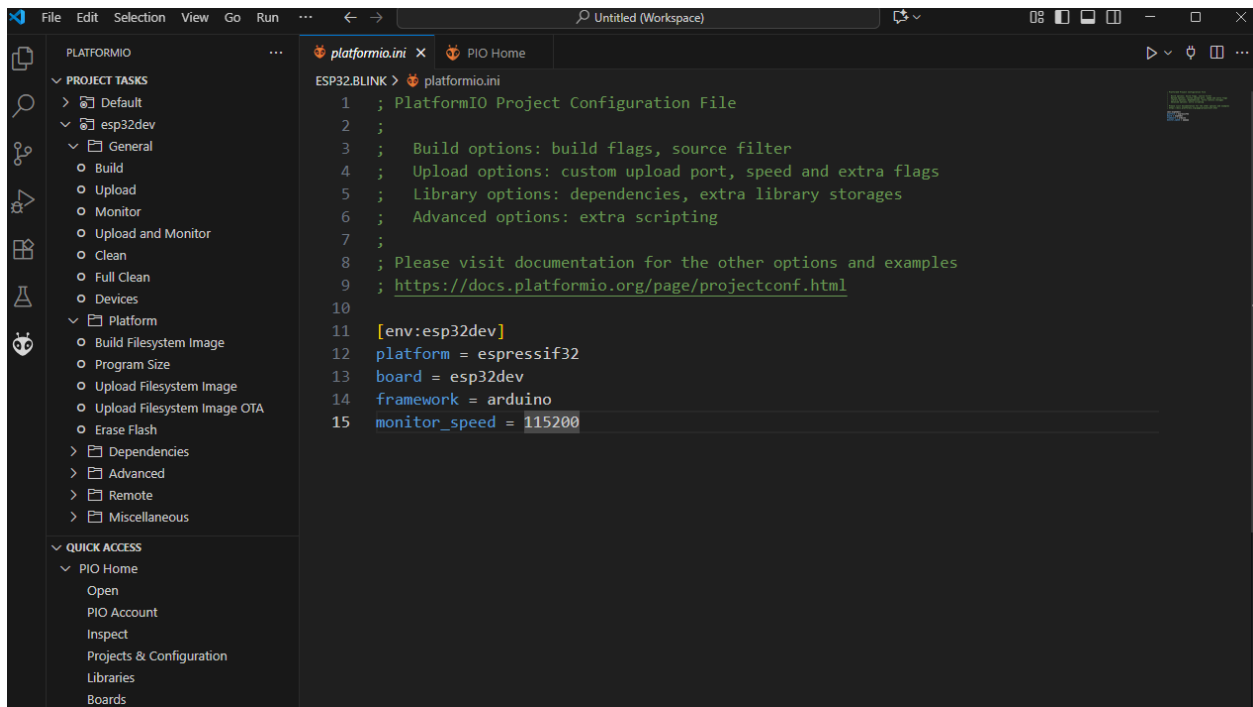 File Edit Selection View Go Run ··· Untitled (Workspace)
PLATFORMIO ···
PROJECT TASKS
Default
esp32dev
General
Build
Upload
Monitor
Upload and Monitor
Clean
Full Clean
Devices
Platform
Build Filesystem Image
Program Size
Upload Filesystem Image
Upload Filesystem Image OTA
Erase Flash
Dependencies
Advanced
Remote
Miscellaneous
QUICK ACCESS
PIO Home
Open
PIO Account
Inspect
Projects & Configuration
Libraries
Boards
platformio.ini PIO Home
ESP32.BLINK > platformio.ini
1 ; PlatformIO Project Configuration File
2 ;
3 ;   Build options: build flags, source filter
4 ;   Upload options: custom upload port, speed and extra flags
5 ;   Library options: dependencies, extra library storages
6 ;   Advanced options: extra scripting
7 ;
8 ; Please visit documentation for the other options and examples
9 ; https://docs.platformio.org/page/projectconf.html
10
11 [env:esp32dev]
12 platform = espressif32
13 board = esp32dev
14 framework = arduino
15 monitor_speed = 115200